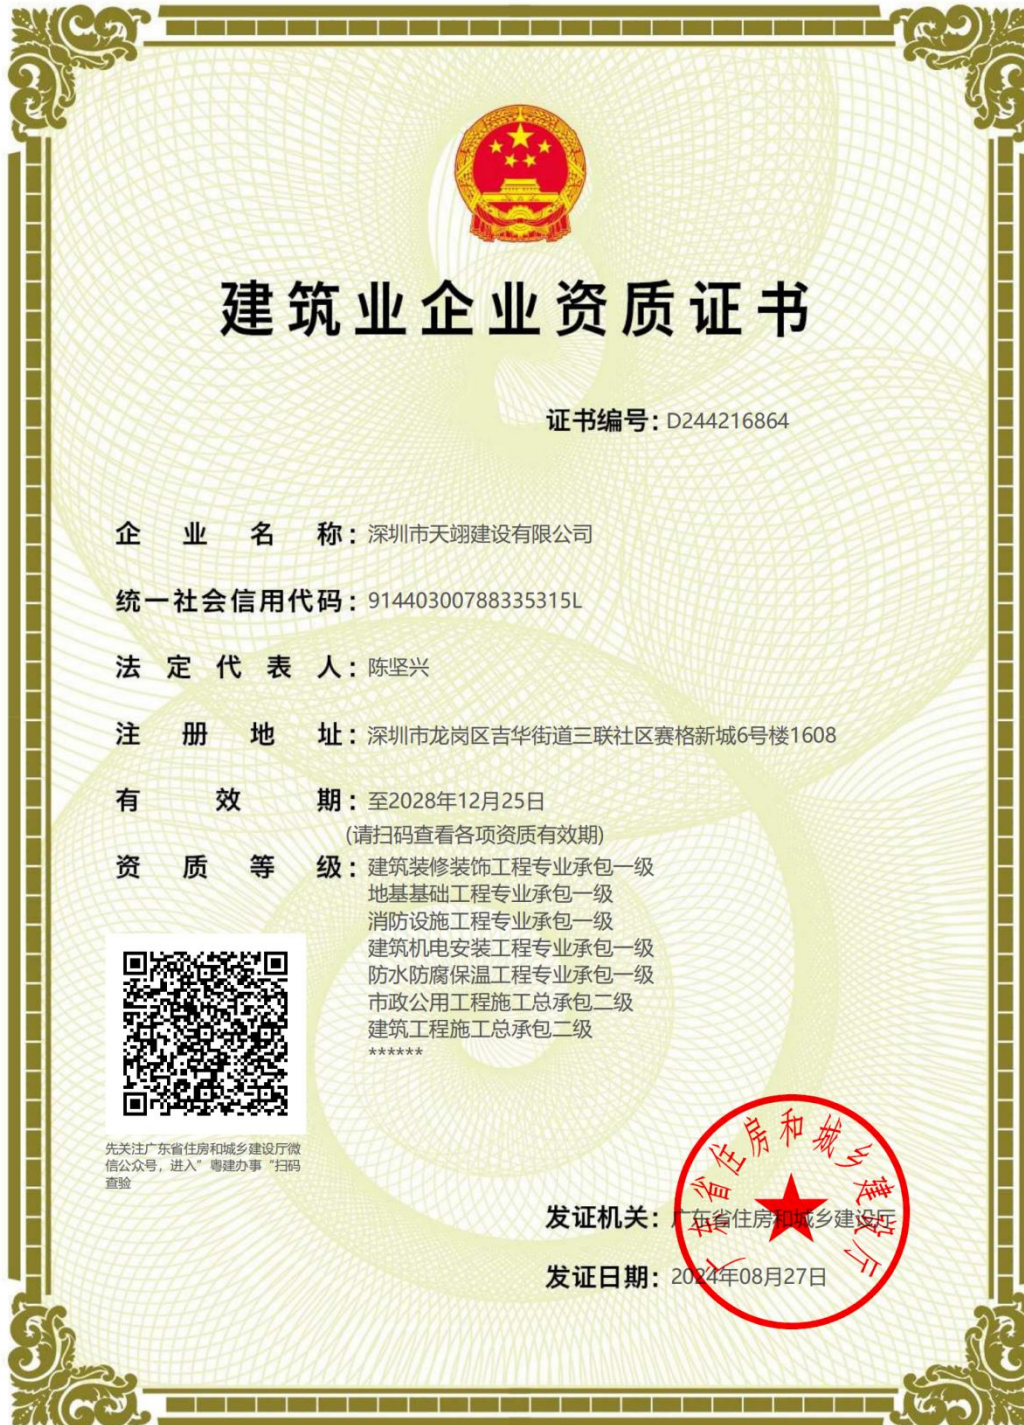 建筑业企业资质证书
证书编号：D244216864
企业名称：深圳市天翊建设有限公司
统一社会信用代码：91440300788335315L
法定代表人：陈坚兴
注册地址：深圳市龙岗区吉华街道三联社区赛格新城6号楼1608
有效期：至2028年12月25日
(请扫码查看各项资质有效期)
资质等级：建筑装修装饰工程专业承包一级
地基基础工程专业承包一级
消防设施工程专业承包一级
建筑机电安装工程专业承包一级
防水防腐保温工程专业承包一级
市政公用工程施工总承包二级
建筑工程施工总承包二级
******
先关注广东省住房和城乡建设厅微
信公众号，进入”粤建办事“扫码
查验
发证机关：广东省住房和城乡建设厅
发证日期：2024年08月27日
广东省住房和城乡建设厅